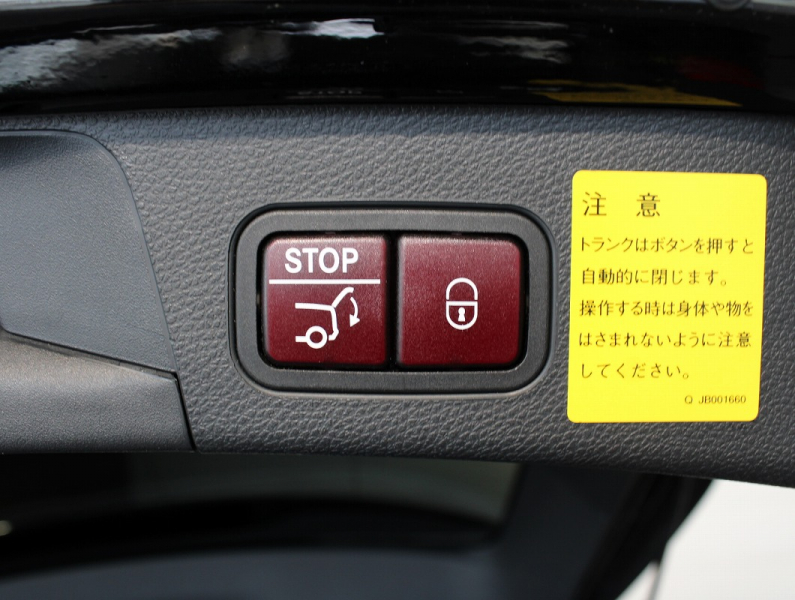 STOP
注 意
トランクはボタンを押すと
自動的に閉じます。
操作する時は身体や物を
はさまれないように注意
してください。
Q JB001660